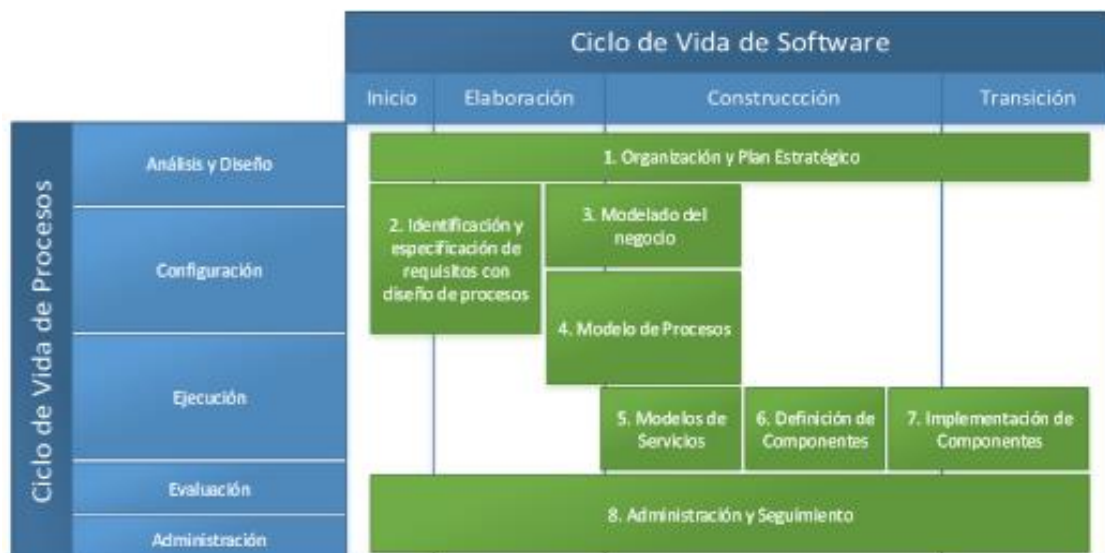 Ciclo de Vida de Software
Inicio
Elaboración
Construccción
Transición
Ciclo de Vida de Procesos
Análisis y Diseño
Configuración
Ejecución
Evaluación
Administración
1. Organización y Plan Estratégico
2. Identificación y
especificación de
requisitos con
diseño de procesos
3. Modelado del
negocio
4. Modelo de Procesos
5. Modelos de
Servicios
6. Definición de
Componentes
7. Implementación de
Componentes
8. Administración y Seguimiento